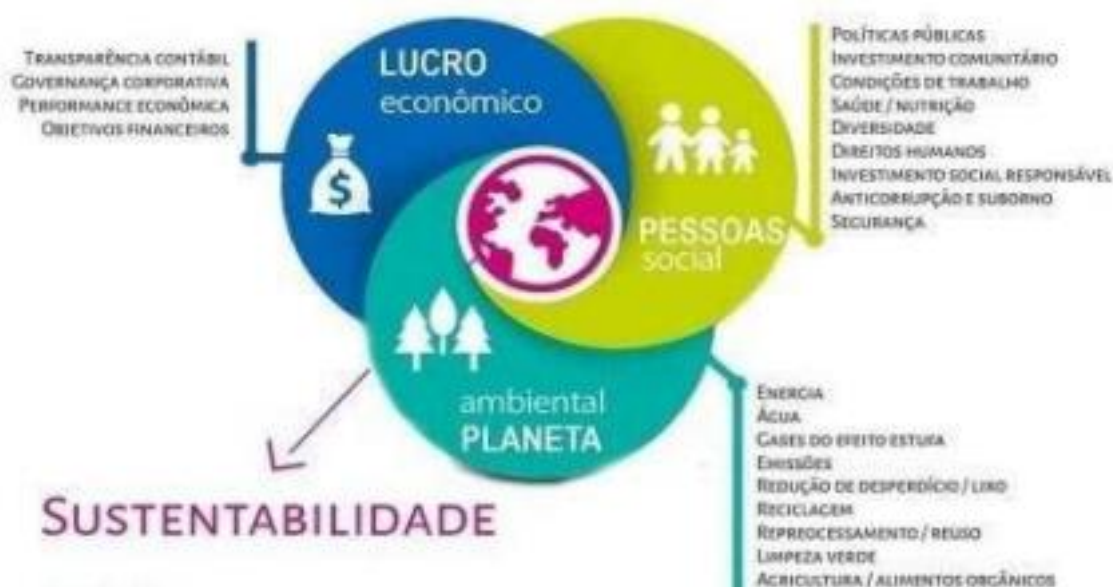 TRANSPARÊNCIA CONTÁBIL
GOVERNANÇA CORPORATIVA
PERFORMANCE ECONÔMICA
OBJETIVOS FINANCEIROS
LUCRO
econômico
$
POLÍTICAS PÚBLICAS
INVESTIMENTO COMUNITÁRIO
CONDIÇÕES DE TRABALHO
SAÚDE / NUTRIÇÃO
DIVERSIDADE
DIREITOS HUMANOS
INVESTIMENTO SOCIAL RESPONSÁVEL
ANTICORRUPÇÃO E SUBORNO
SEGURANÇA
PESSOAS
social
ambiental
PLANETA
ENERGIA
ÁGUA
GASES DO EFEITO ESTUFA
EMISSÕES
REDUÇÃO DE DESPERDÍCIO / LIXO
RECICLAGEM
REPREOCESSAMENTO / REUSO
LIMPEZA VERDE
AGRICULTURA / ALIMENTOS ORGÂNICOS
SUSTENTABILIDADE